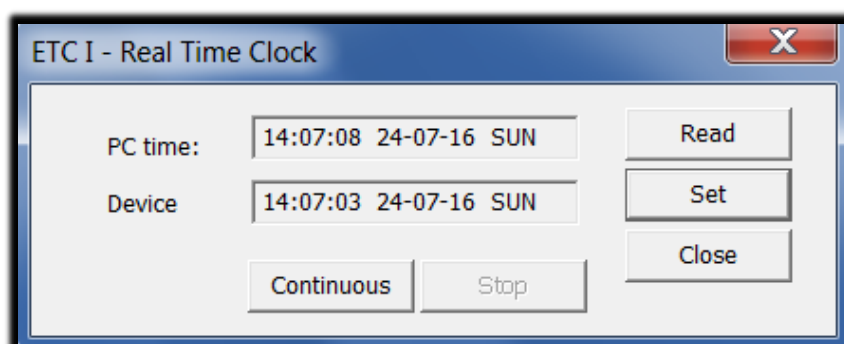 ETC I - Real Time Clock
PC time: 14:07:08 24-07-16 SUN Read
Device 14:07:03 24-07-16 SUN Set
Close
Continuous Stop